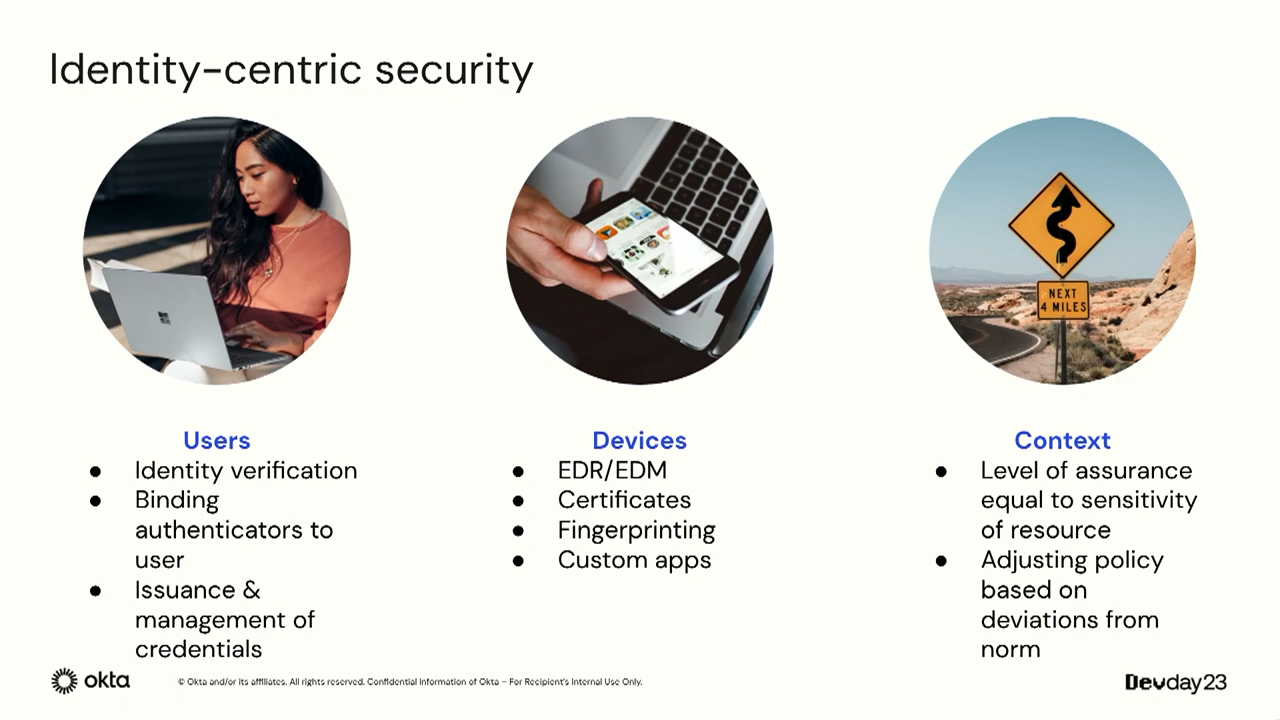 Identity-centric security
NEXT
4 MILES
Users
● Identity verification
● Binding
authenticators to
user
● Issuance &
management of
credentials
Devices
● EDR/EDM
● Certificates
● Fingerprinting
● Custom apps
Context
● Level of assurance
equal to sensitivity
of resource
● Adjusting policy
based on
deviations from
norm
okta
© Okta and/or its affiliates. All rights reserved. Confidential Information of Okta – For Recipient's Internal Use Only.
Devday23